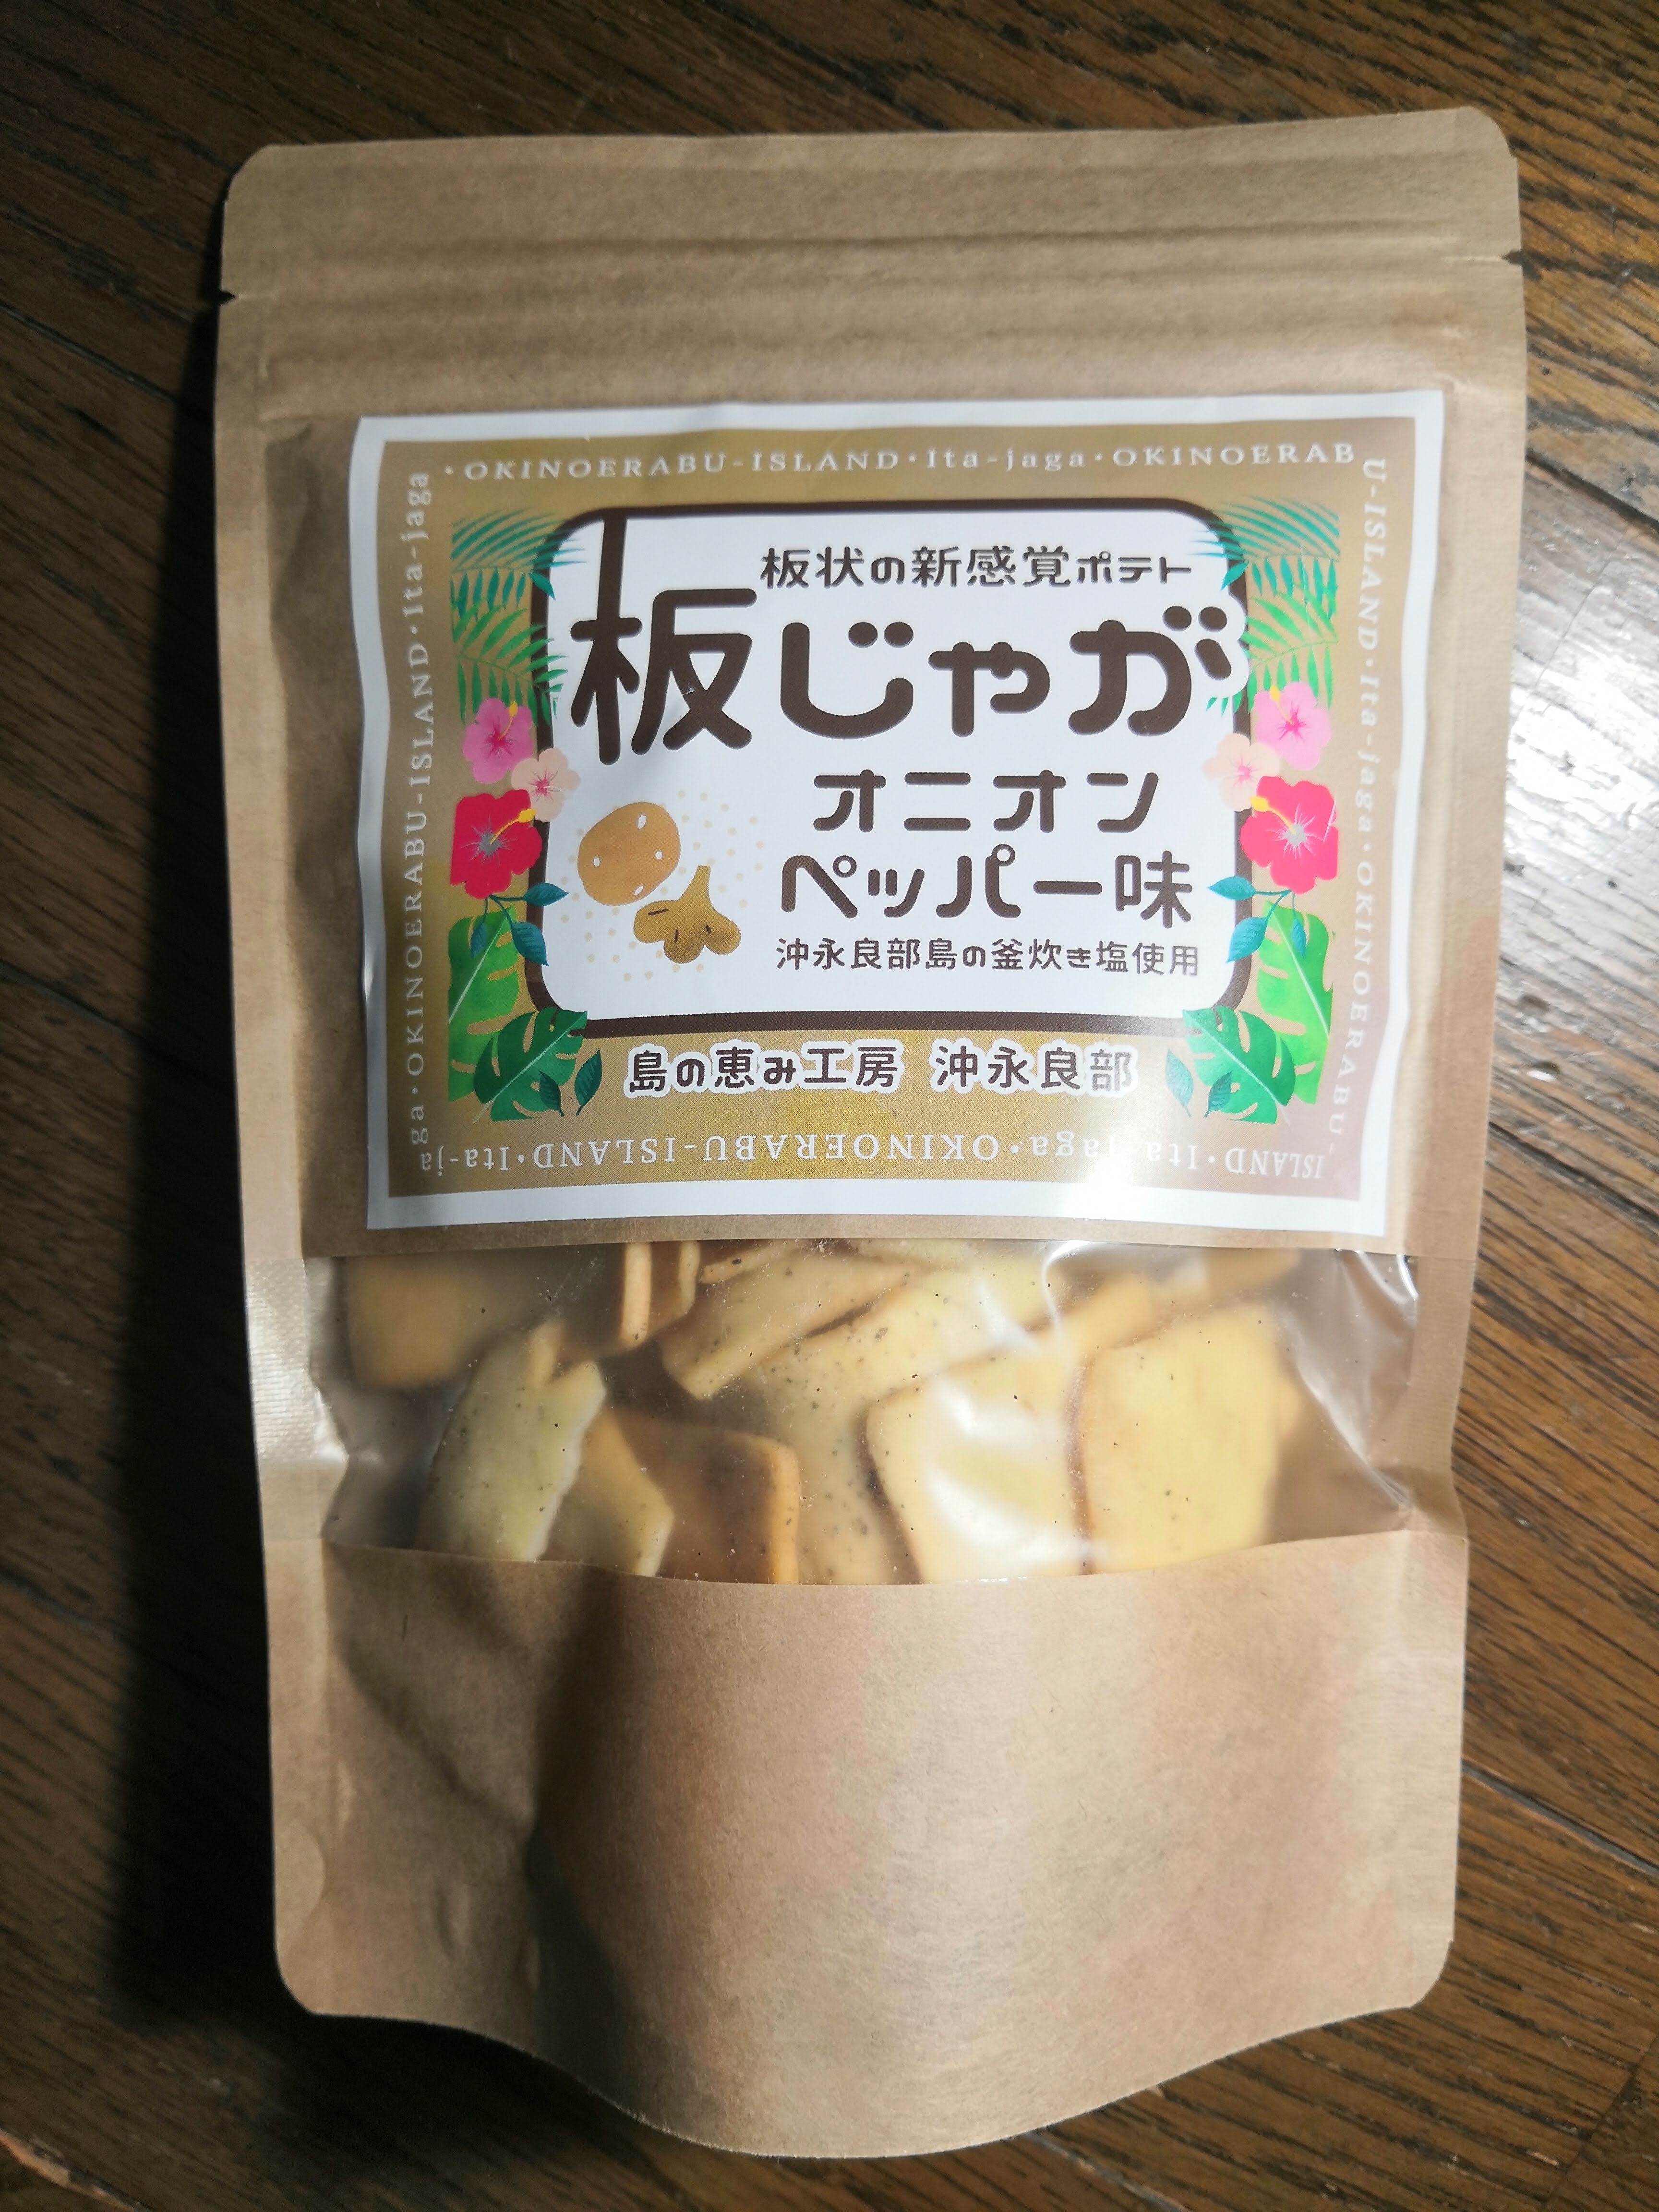 ・OKINOERABU-ISLAND・Ita-jaga・OKINOERAB
U-ISLAND・Ita-jaga・OKINOERABU-
ISLAND・Ita-jaga・OKINOERABU-ISLAND・Ita-ja
ga・OKINOERABU-ISLAND・Ita-jaga
板状の新感覚ポテト
板じゃが
オニオン
ペッパー味
沖永良部島の釜炊き塩使用
島の恵み工房 沖永良部